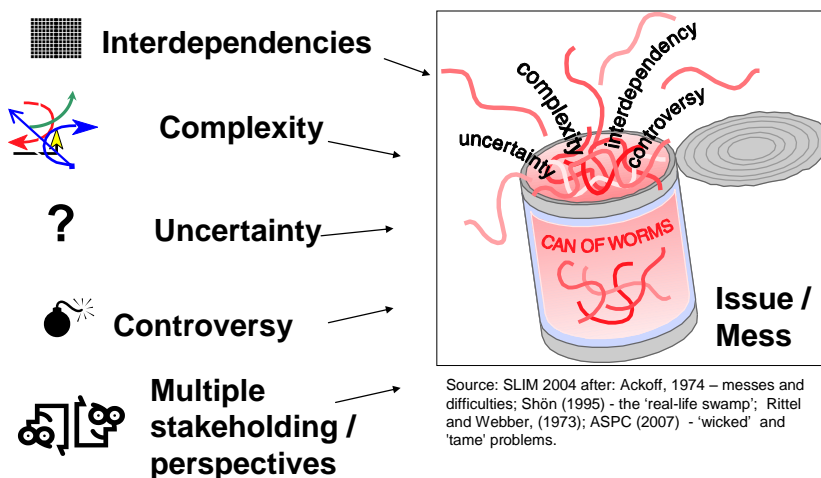 Interdependencies
Complexity
?
Uncertainty
Controversy
Multiple
stakeholding /
perspectives
uncertainty
complexity
interdependency
controversy
CAN OF WORMS
Issue /
Mess
Source: SLIM 2004 after: Ackoff, 1974 – messes and
difficulties; Shön (1995) - the ‘real-life swamp’; Rittel
and Webber, (1973); ASPC (2007) - ‘wicked’ and
'tame' problems.